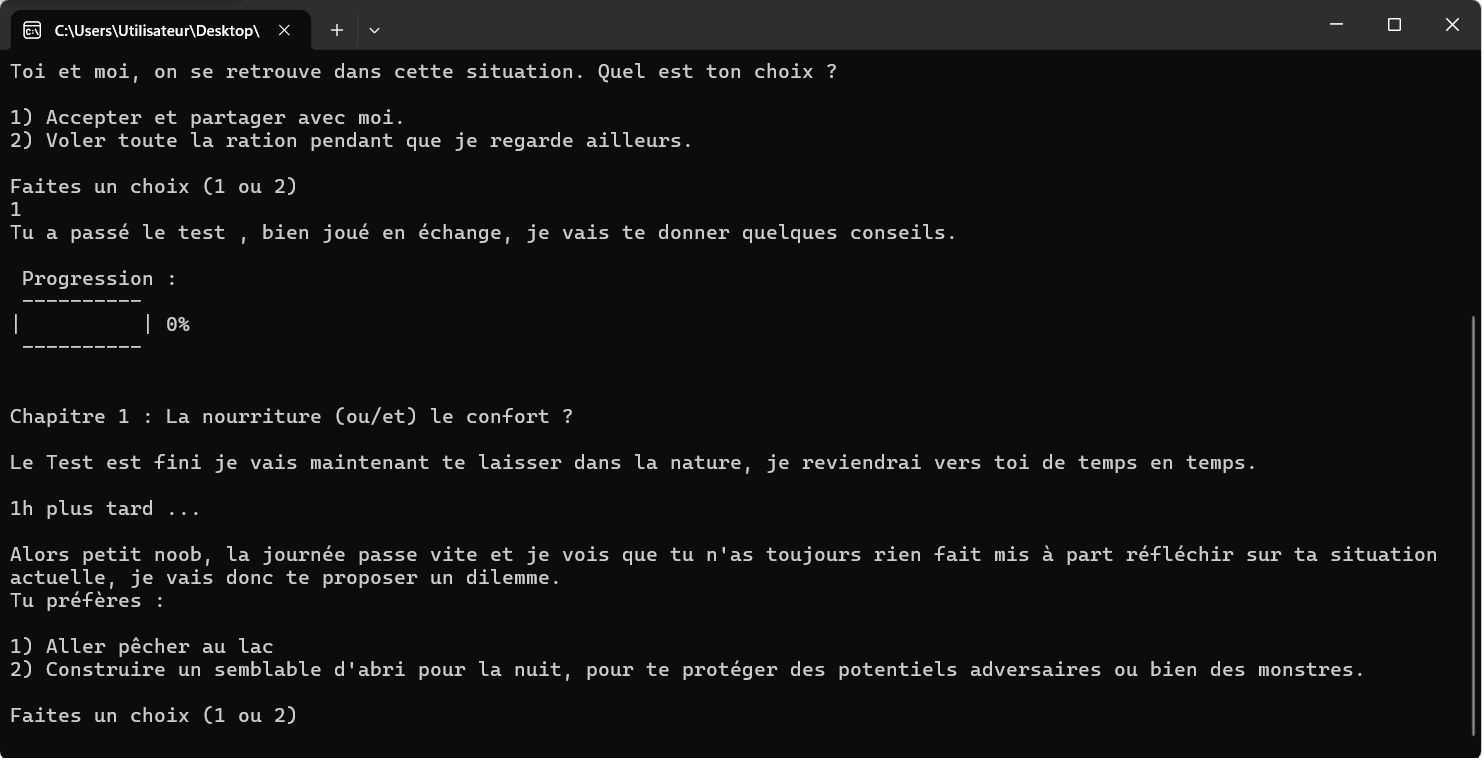 C:\Users\Utilisateur\Desktop\
Toi et moi, on se retrouve dans cette situation. Quel est ton choix ?
1) Accepter et partager avec moi.
2) Voler toute la ration pendant que je regarde ailleurs.
Faites un choix (1 ou 2)
1
Tu a passé le test , bien joué en échange, je vais te donner quelques conseils.
Progression :
----------
|          | 0%
----------
Chapitre 1 : La nourriture (ou/et) le confort ?
Le Test est fini je vais maintenant te laisser dans la nature, je reviendrai vers toi de temps en temps.
1h plus tard ...
Alors petit noob, la journée passe vite et je vois que tu n'as toujours rien fait mis à part réfléchir sur ta situation
actuelle, je vais donc te proposer un dilemme.
Tu préfères :
1) Aller pêcher au lac
2) Construire un semblable d'abri pour la nuit, pour te protéger des potentiels adversaires ou bien des monstres.
Faites un choix (1 ou 2)